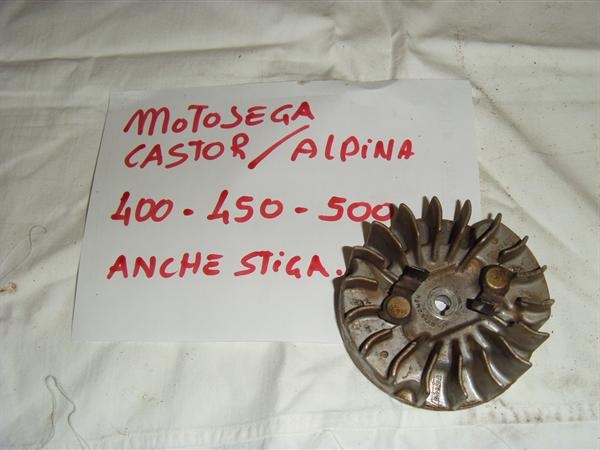 MOTOSEGA
CASTOR/ALPINA
400-450-500
ANCHE STIGA.